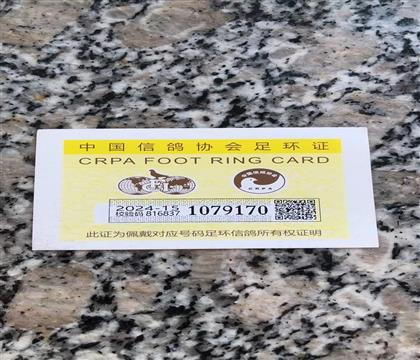 中国信鸽协会足环证
CRPA FOOT RING CARD
CRPA
2024-15
校验码 816837
1079170
此证为佩戴对应号码足环信鸽所有权证明